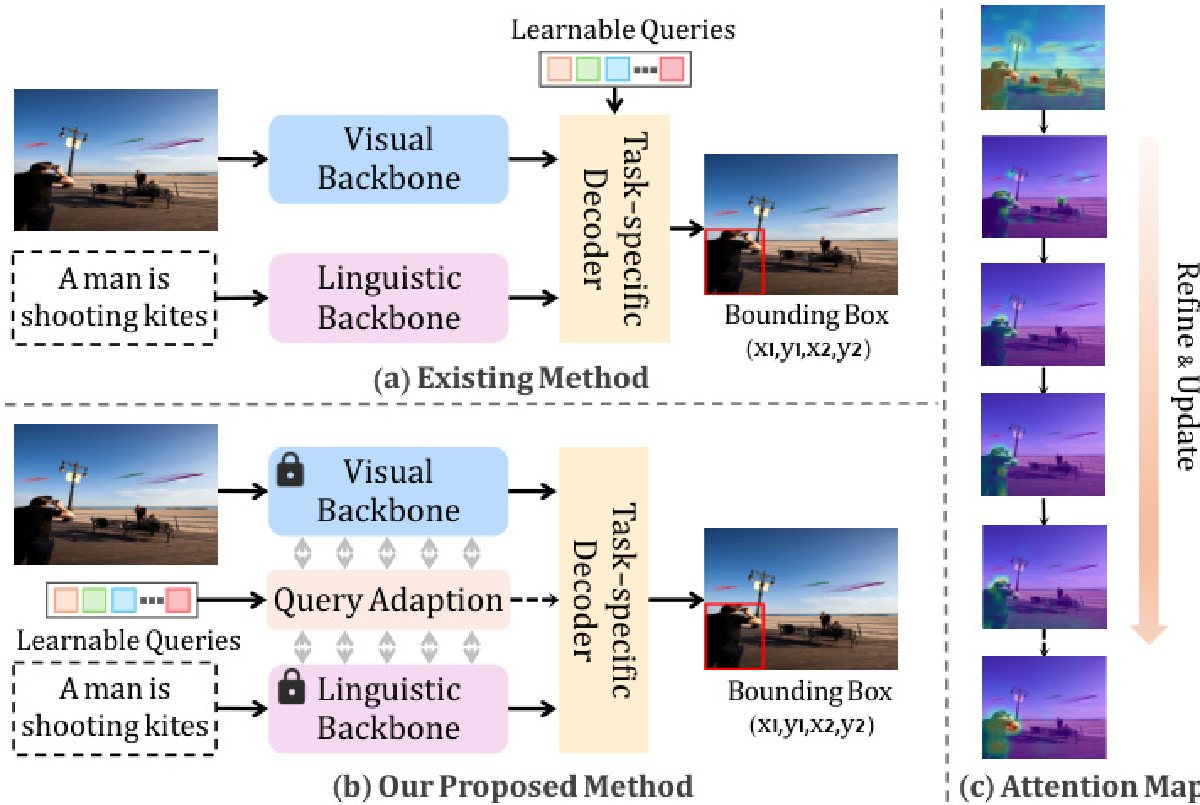 Learnable Queries
Visual
Backbone
A man is
shooting kites
Linguistic
Backbone
Task-specific
Decoder
Bounding Box
(x1,y1,x2,y2)
(a) Existing Method
Visual
Backbone
Learnable Queries
Query Adaption
A man is
shooting kites
Linguistic
Backbone
Task-specific
Decoder
Bounding Box
(x1,y1,x2,y2)
(b) Our Proposed Method
Refine & Update
(c) Attention Map